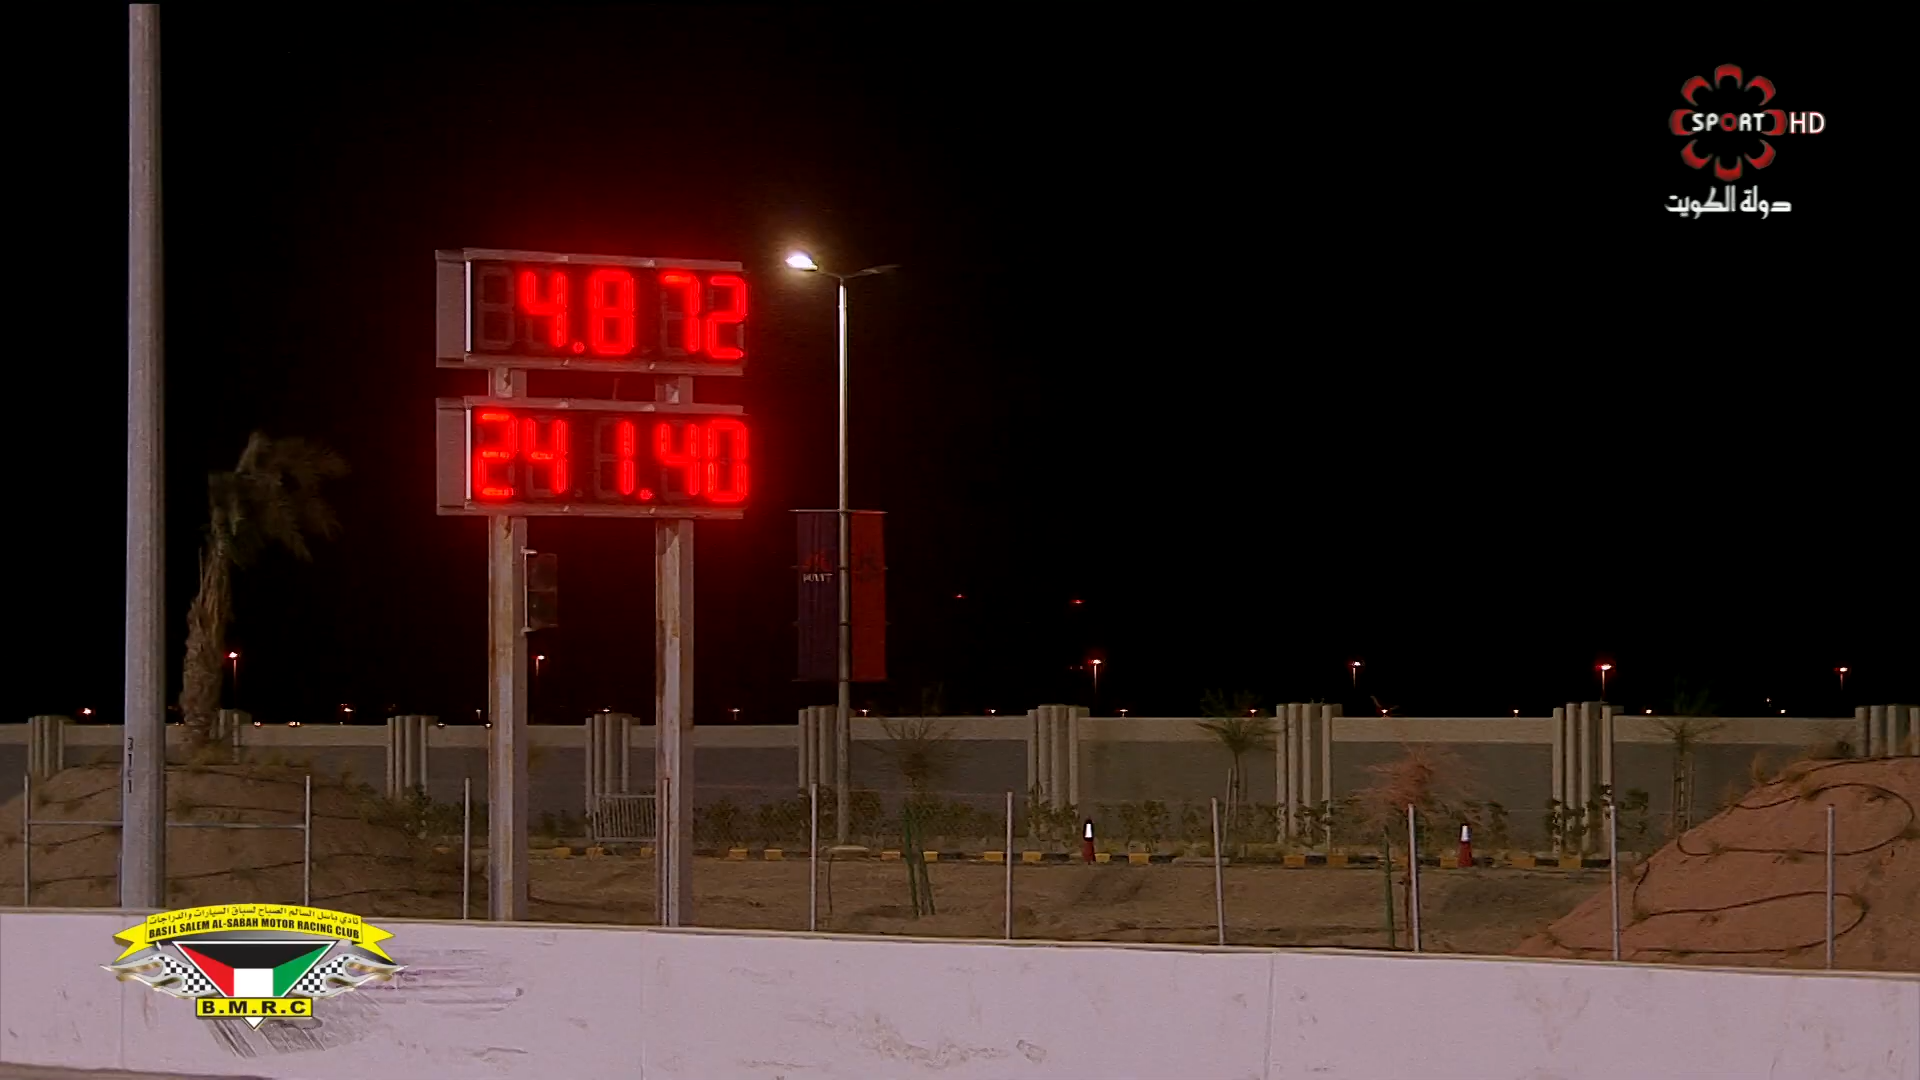 SPORT HD
دولة الكويت
4.872
241.40
نادي باسل السالم الصباح لسباق السيارات والدراجات
BASIL SALEM AL-SABAH MOTOR RACING CLUB
B.M.R.C